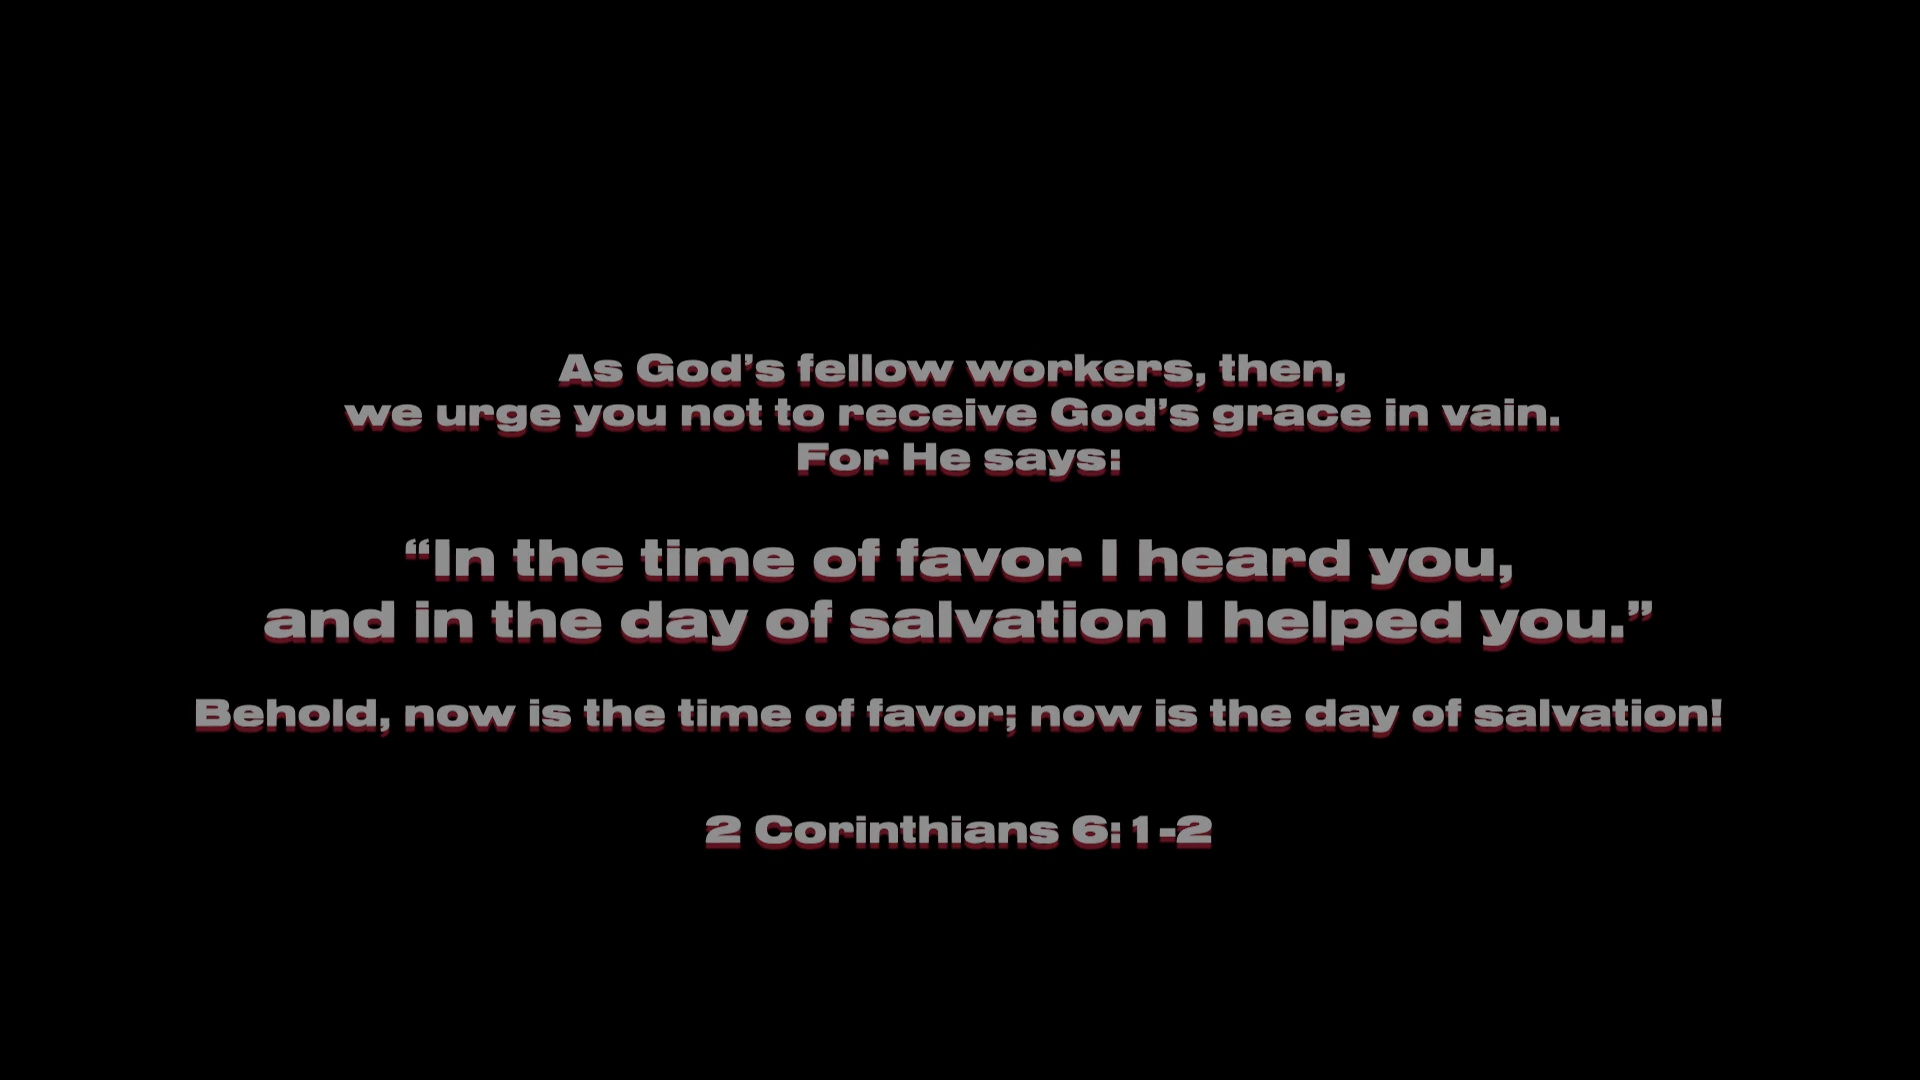 As God’s fellow workers, then,
we urge you not to receive God’s grace in vain.
For He says:
“In the time of favor I heard you,
and in the day of salvation I helped you.”
Behold, now is the time of favor; now is the day of salvation!
2 Corinthians 6:1-2